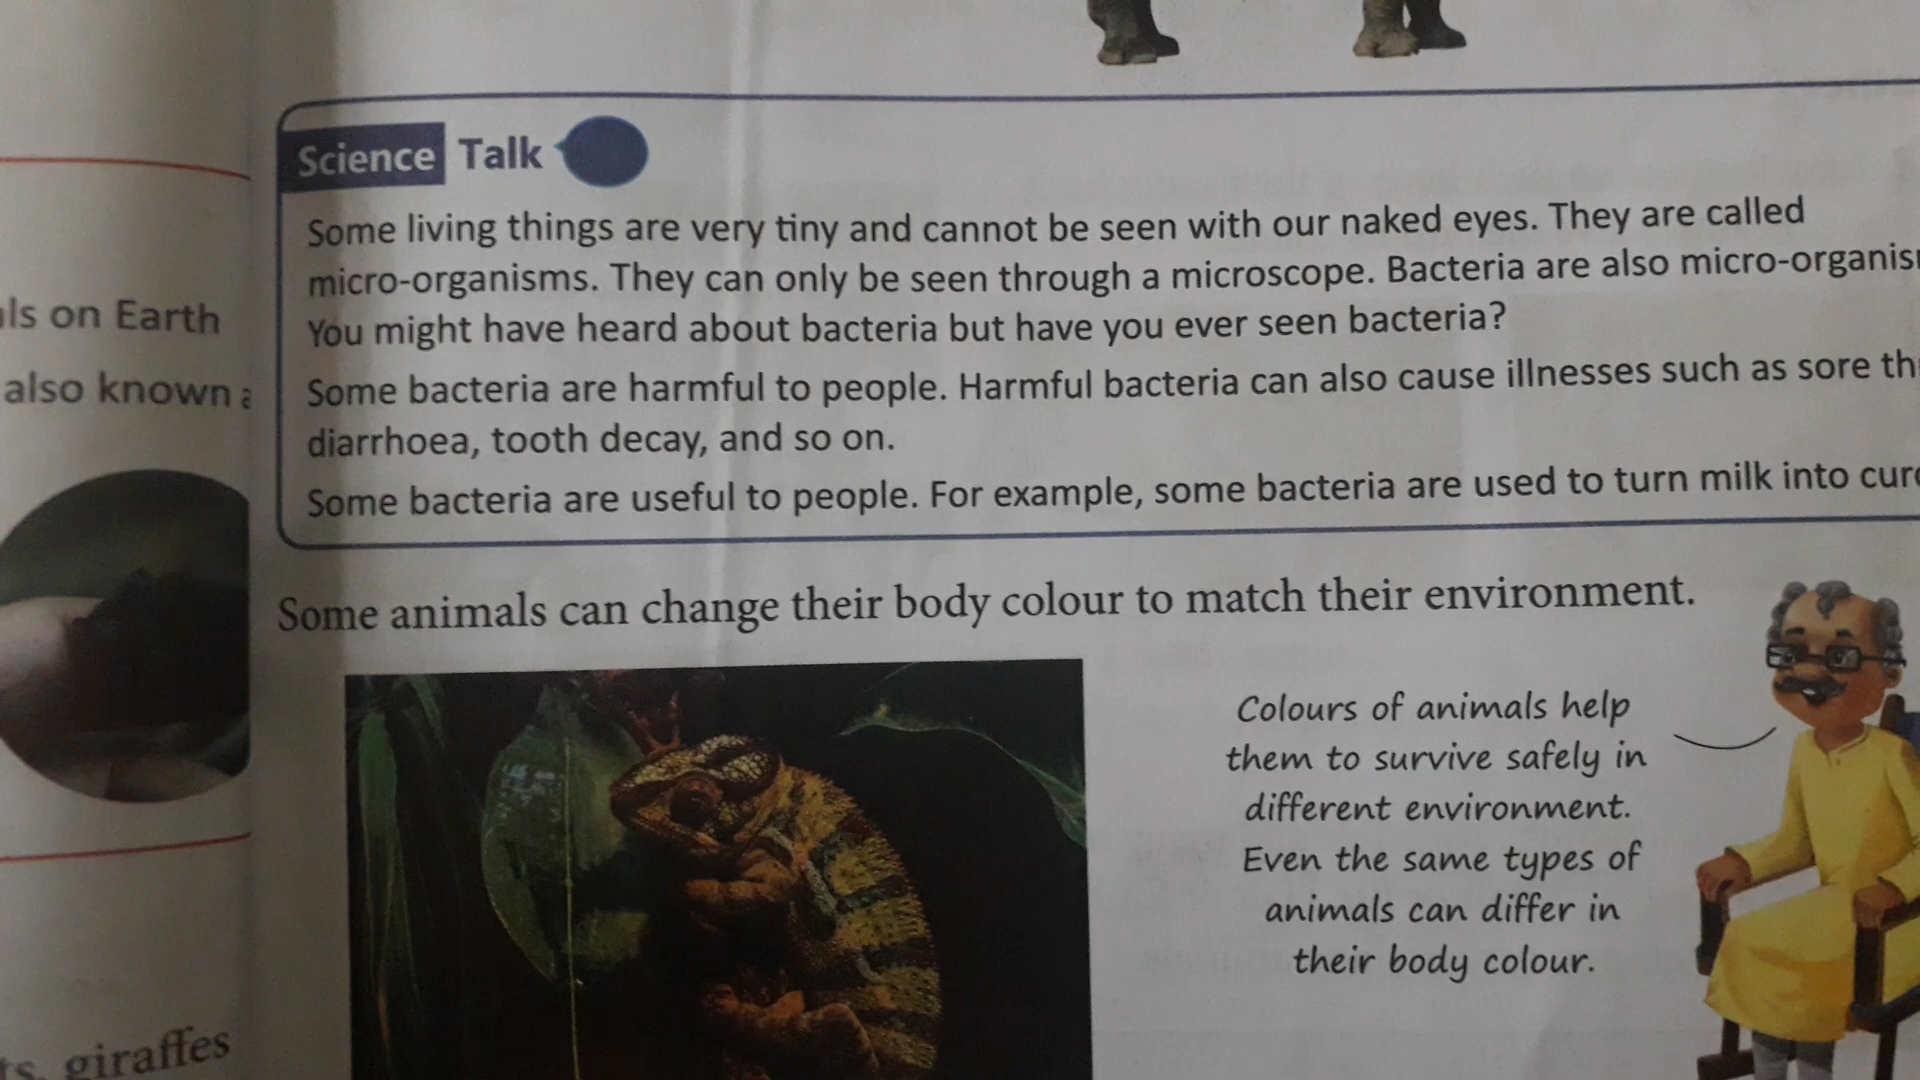 ls on Earth
also known
giraffes
Science Talk
Some living things are very tiny and cannot be seen with our naked eyes. They are called
micro-organisms. They can only be seen through a microscope. Bacteria are also micro-organis
You might have heard about bacteria but have you ever seen bacteria?
Some bacteria are harmful to people. Harmful bacteria can also cause illnesses such as sore th
diarrhoea, tooth decay, and so on.
Some bacteria are useful to people. For example, some bacteria are used to turn milk into cur
Some animals can change their body colour to match their environment.
Colours of animals help
them to survive safely in
different environment.
Even the same types of
animals can differ in
their body colour.